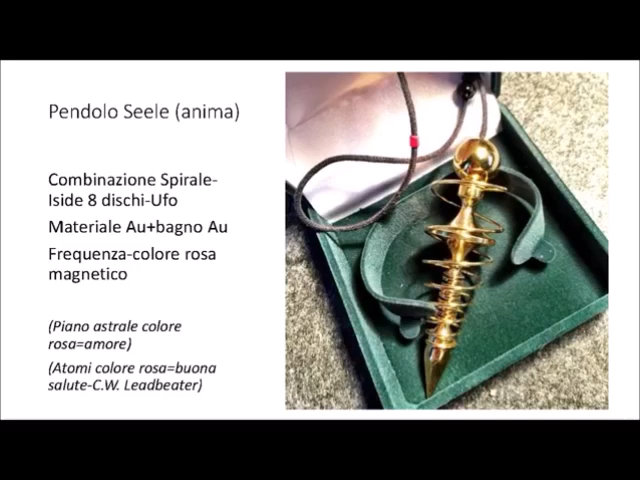 Pendolo Seele (anima)
Combinazione Spirale-
Iside 8 dischi-Ufo
Materiale Au+bagno Au
Frequenza-colore rosa
magnetico
(Piano astrale colore
rosa=amore)
(Atomi colore rosa=buona
salute-C.W. Leadbeater)